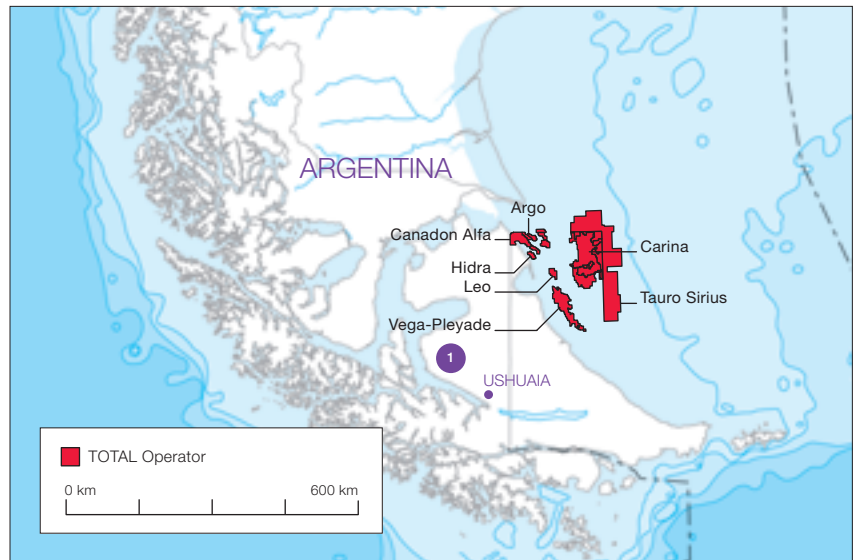 ARGENTINA
Argo
Canadon Alfa
Carina
Hidra
Leo
Tauro Sirius
Vega-Pleyade
1
USHUAIA
TOTAL Operator
0 km 600 km